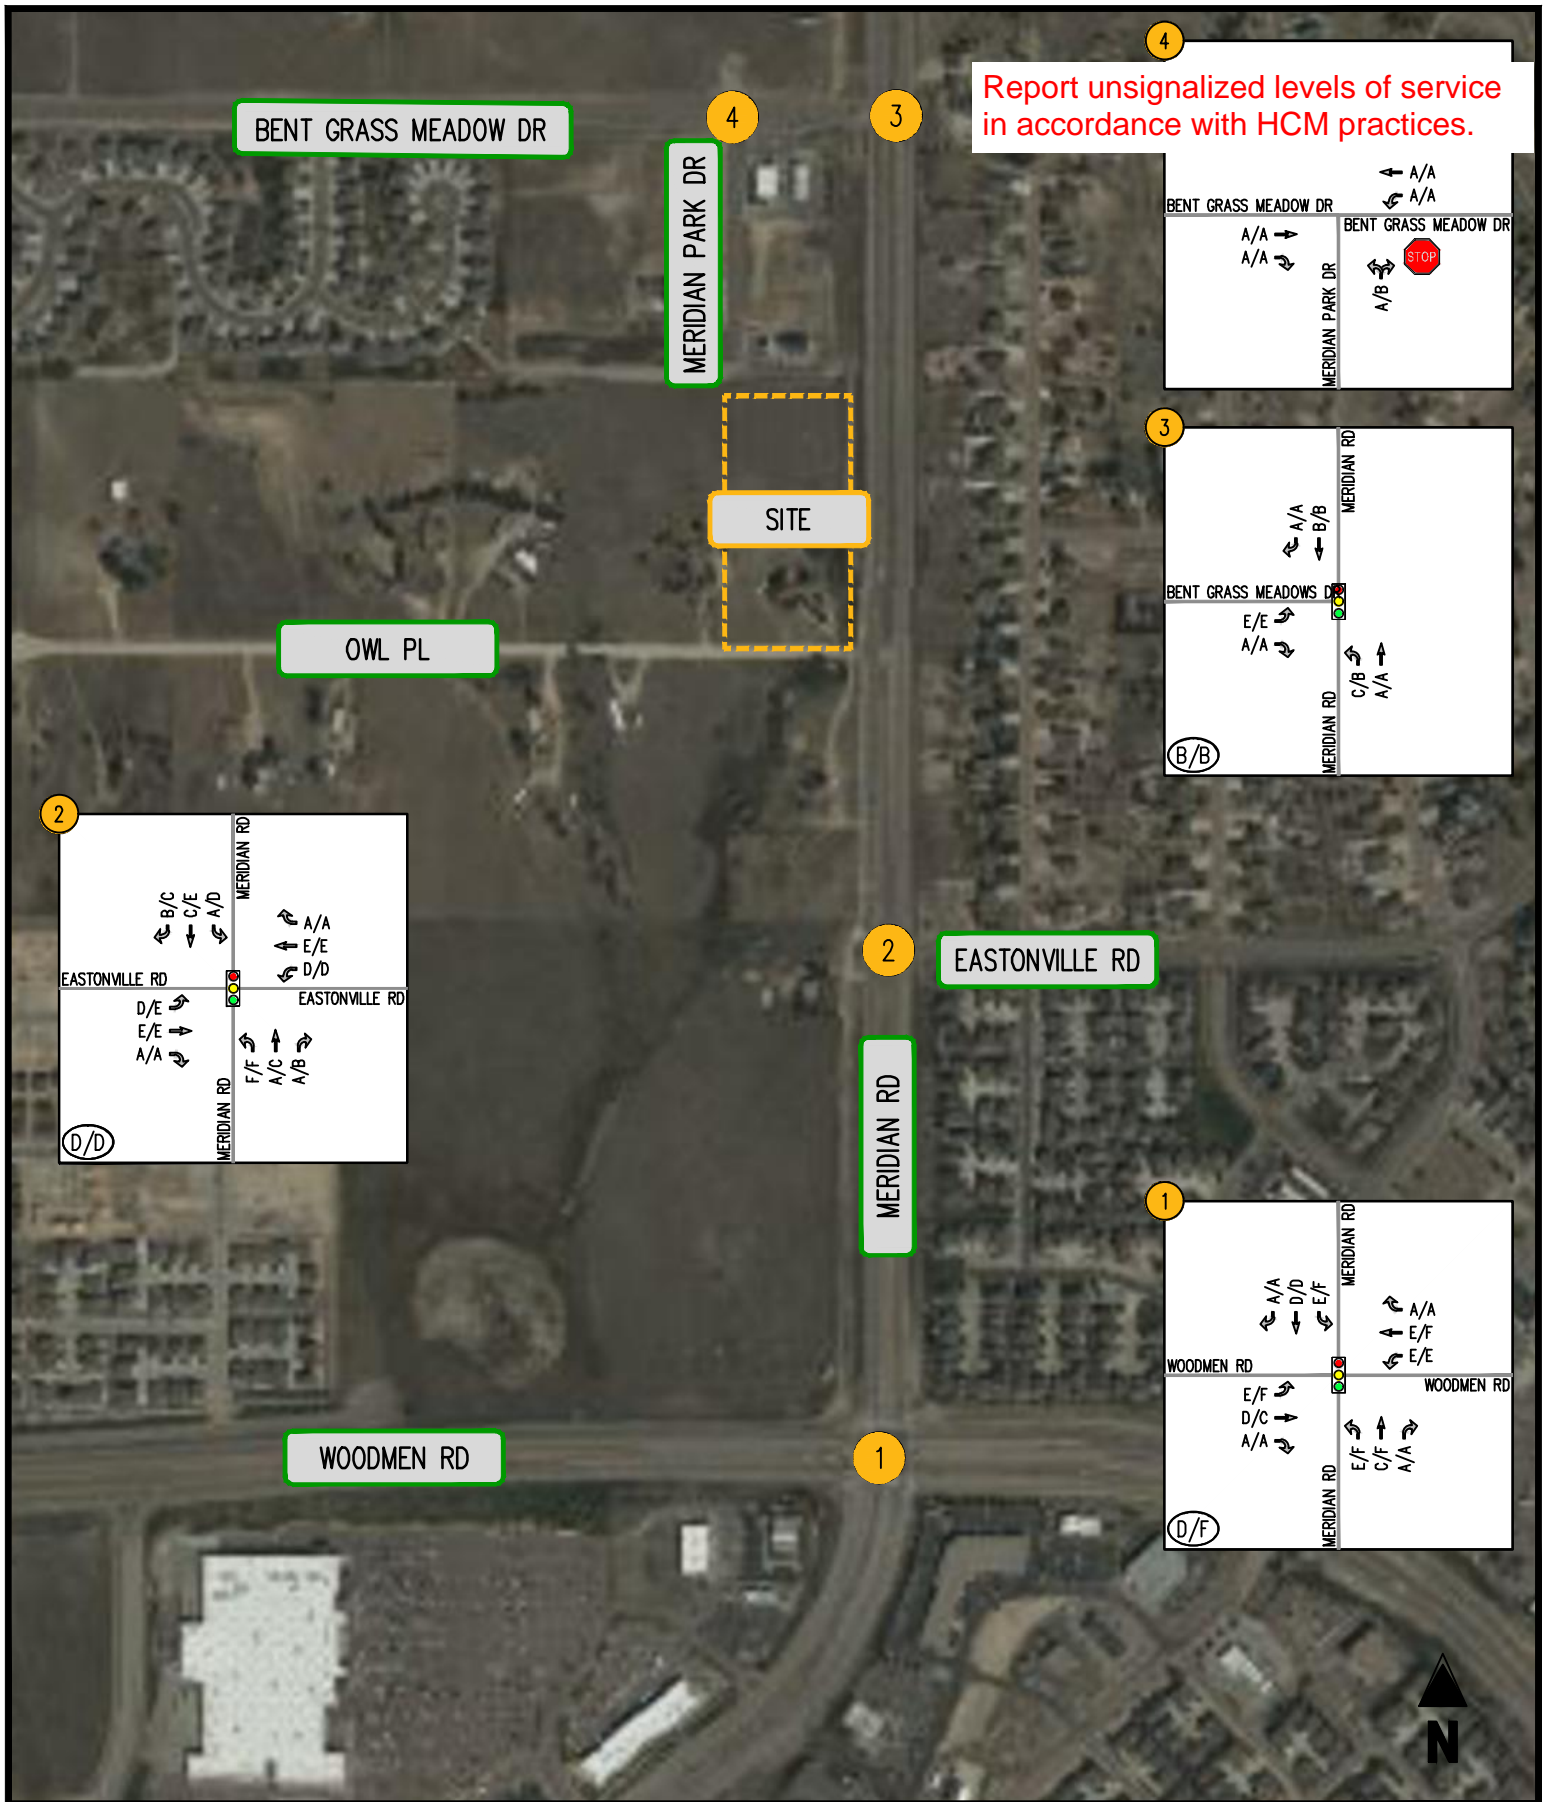 4
Report unsignalized levels of service
in accordance with HCM practices.
BENT GRASS MEADOW DR
4
3
MERIDIAN PARK DR
A/A
A/A
BENT GRASS MEADOW DR
BENT GRASS MEADOW DR
A/A
A/A
STOP
A/B
MERIDIAN PARK DR
3
MERIDIAN RD
A/A
B/B
BENT GRASS MEADOWS DR
E/E
A/A
C/B
A/A
MERIDIAN RD
B/B
SITE
OWL PL
2
MERIDIAN RD
B/C
C/E
A/D
A/A
E/E
D/D
EASTONVILLE RD
EASTONVILLE RD
D/E
E/E
A/A
F/F
A/C
A/B
MERIDIAN RD
D/D
2
EASTONVILLE RD
MERIDIAN RD
1
MERIDIAN RD
A/A
D/D
E/F
A/A
E/F
E/E
WOODMEN RD
WOODMEN RD
E/F
D/C
A/A
E/F
C/F
A/A
MERIDIAN RD
D/F
WOODMEN RD
1
N